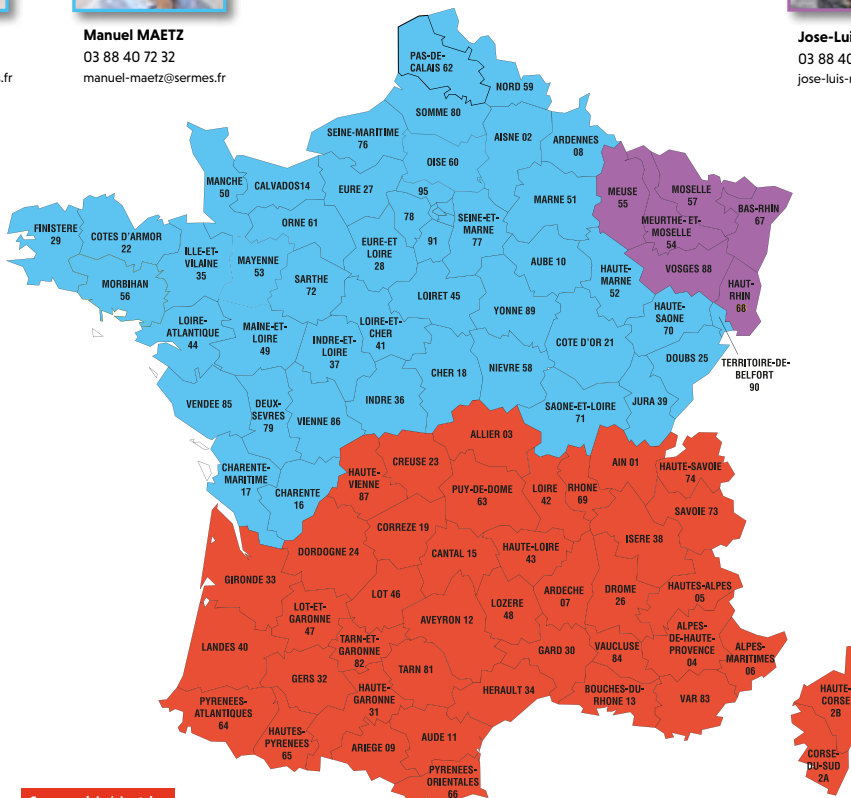 Manuel MAETZ
03 88 40 72 32
manuel-maetz@sermes.fr
.fr
Jose-Lui
03 88 40
jose-luis-
PAS-DE-
CALAIS 62
NORD 59
SOMME 80
SEINE-MARITIME
76
AISNE 02
ARDENNES
08
OISE 60
MANCHE
50
CALVADOS14
EURE 27
95
78
91
SEINE-ET-
MARNE
77
MARNE 51
MEUSE
55
MOSELLE
57
MEURTHE-ET-
MOSELLE
54
BAS-RHIN
67
FINISTERE
29
COTES D'ARMOR
22
ORNE 61
ILLE-ET-
VILAINE
35
MAYENNE
53
EURE-ET
LOIRE
28
AUBE 10
HAUTE-
MARNE
52
VOSGES 88
HAUT-
RHIN
68
MORBIHAN
56
SARTHE
72
LOIRET 45
YONNE 89
HAUTE-
SAONE
70
LOIRE-
ATLANTIQUE
44
MAINE-ET-
LOIRE
49
INDRE-ET-
LOIRE
37
LOIRE-ET-
CHER
41
COTE D'OR 21
DOUBS 25
TERRITOIRE-DE-
BELFORT
90
CHER 18
NIEVRE 58
VENDEE 85
DEUX-
SEVRES
79
VIENNE 86
INDRE 36
SAONE-ET-LOIRE
71
JURA 39
ALLIER 03
CHARENTE-
MARITIME
17
CHARENTE
16
HAUTE-
VIENNE
87
CREUSE 23
PUY-DE-DOME
63
LOIRE
42
RHONE
69
AIN 01
HAUTE-SAVOIE
74
SAVOIE 73
CORREZE 19
ISERE 38
DORDOGNE 24
CANTAL 15
HAUTE-LOIRE
43
GIRONDE 33
LOT 46
LOT-ET-
GARONNE
47
AVEYRON 12
LOZERE
48
ARDECHE
07
DROME
26
HAUTES-ALPES
05
LANDES 40
TARN-ET-
GARONNE
82
TARN 81
GARD 30
VAUCLUSE
84
ALPES-
DE-HAUTE-
PROVENCE
04
ALPES-
MARITIMES
06
GERS 32
HAUTE-
GARONNE
31
HERAULT 34
BOUCHES-DU-
RHONE 13
VAR 83
PYRENEES-
ATLANTIQUES
64
HAUTES-
PYRENEES
65
ARIEGE 09
AUDE 11
PYRENEES-
ORIENTALES
66
HAUTE-
CORSE
2B
CORSE-
DU-SUD
2A